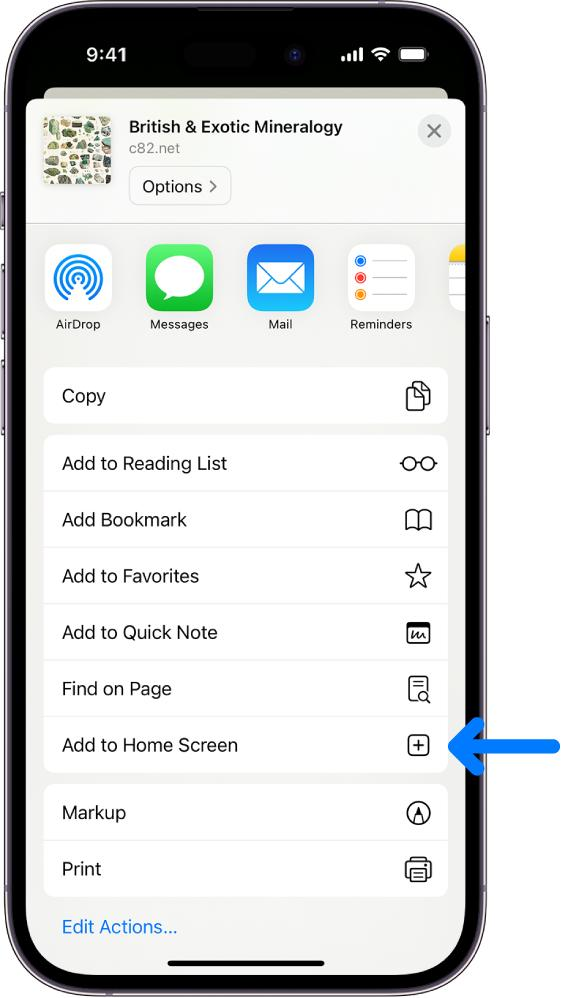 9:41
British & Exotic Mineralogy
c82.net
Options
AirDrop
Messages
Mail
Reminders
Copy
Add to Reading List
Add Bookmark
Add to Favorites
Add to Quick Note
Find on Page
Add to Home Screen
Markup
Print
Edit Actions...